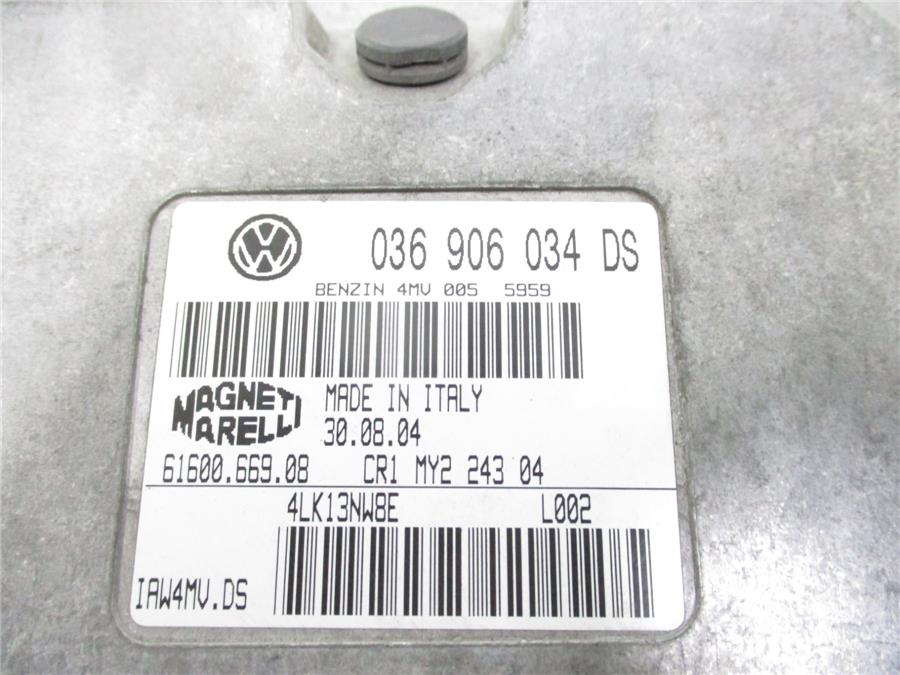 036 906 034 DS
BENZIN 4MV 005 5959
MAGNETI
MARELLI
MADE IN ITALY
30.08.04
61600.669.08 CR1 MY2 243 04
4LK13NW8E L002
IAW4MV.DS